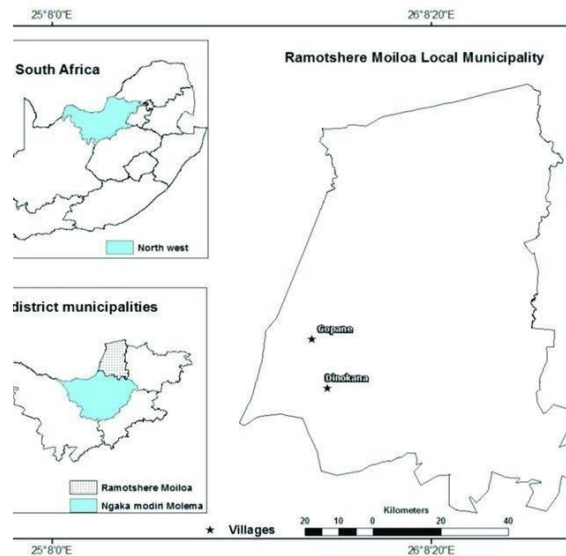 25°8'0"E
26°8'20"E
South Africa
North west
Ramotshere Moiloa Local Municipality
Gopane
Dinokana
district municipalities
Ramotshere Moiloa
Ngaka modiri Molema
Villages
Kilometers
20 10 0 20 40
25°8'0"E
26°8'20"E